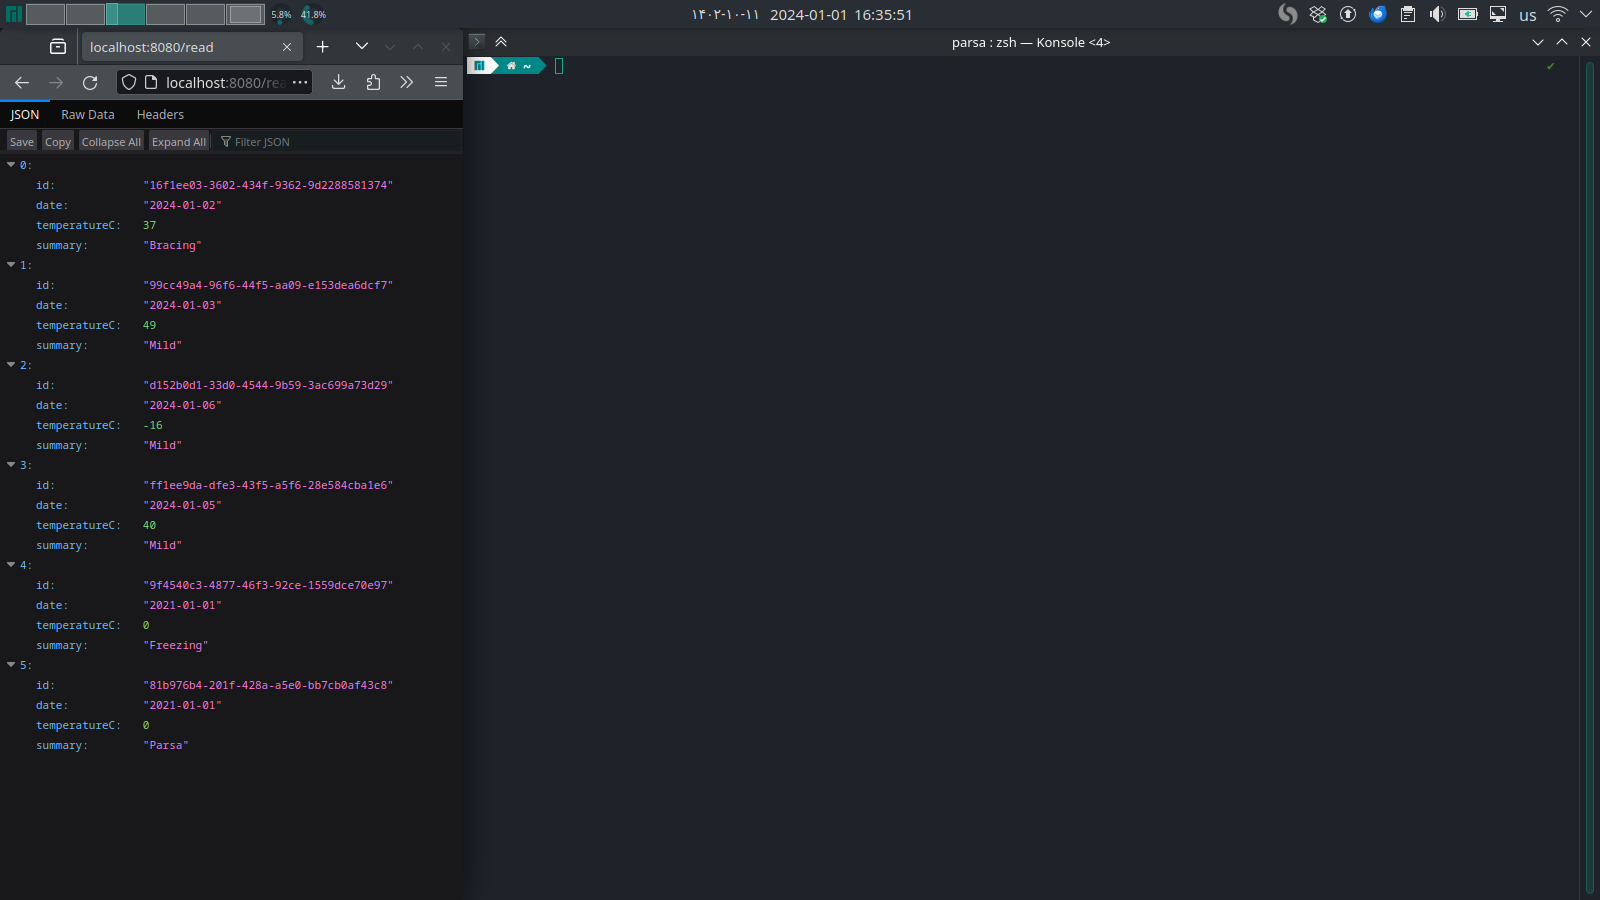 5.8% 41.8% ۱۴۰۲-۱۰-۱۱ 2024-01-01 16:35:51 us
localhost:8080/read
parsa : zsh — Konsole <4>
localhost:8080/rea
~
JSON Raw Data Headers
Save Copy Collapse All Expand All Filter JSON
0:
id: "16f1ee03-3602-434f-9362-9d2288581374"
date: "2024-01-02"
temperatureC: 37
summary: "Bracing"
1:
id: "99cc49a4-96f6-44f5-aa09-e153dea6dcf7"
date: "2024-01-03"
temperatureC: 49
summary: "Mild"
2:
id: "d152b0d1-33d0-4544-9b59-3ac699a73d29"
date: "2024-01-06"
temperatureC: -16
summary: "Mild"
3:
id: "ff1ee9da-dfe3-43f5-a5f6-28e584cba1e6"
date: "2024-01-05"
temperatureC: 40
summary: "Mild"
4:
id: "9f4540c3-4877-46f3-92ce-1559dce70e97"
date: "2021-01-01"
temperatureC: 0
summary: "Freezing"
5:
id: "81b976b4-201f-428a-a5e0-bb7cb0af43c8"
date: "2021-01-01"
temperatureC: 0
summary: "Parsa"